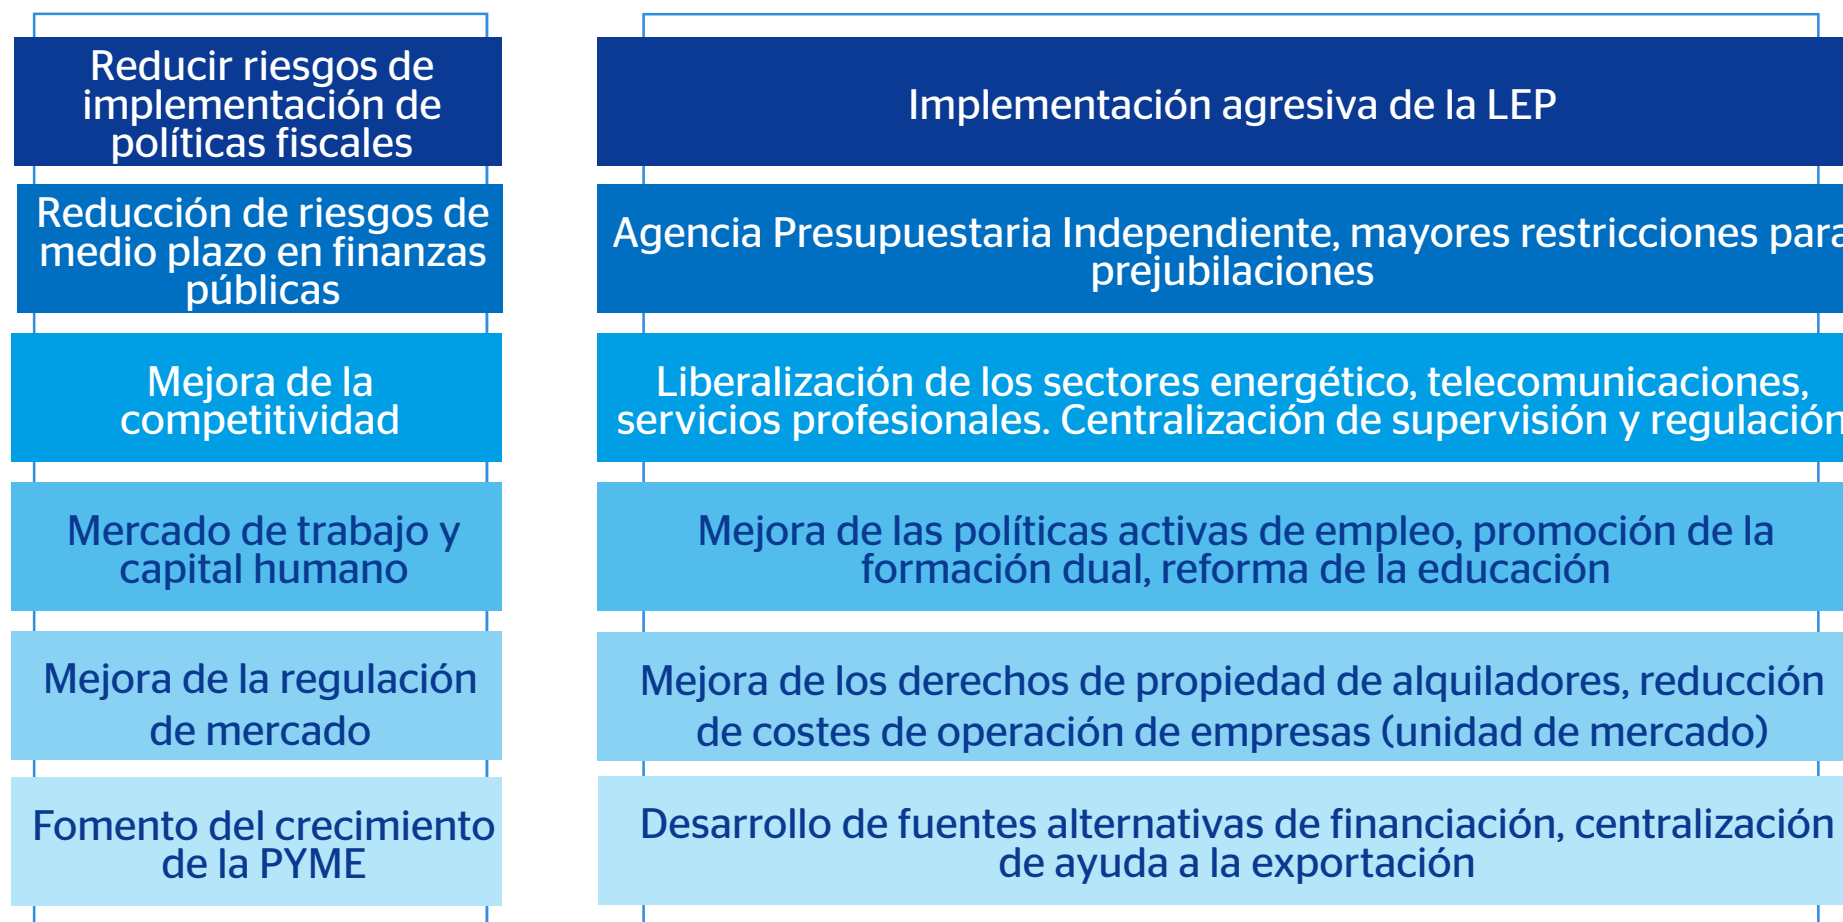 Reducir riesgos de
implementación de
políticas fiscales
Implementación agresiva de la LEP
Reducción de riesgos de
medio plazo en finanzas
públicas
Agencia Presupuestaria Independiente, mayores restricciones para
prejubilaciones
Mejora de la
competitividad
Liberalización de los sectores energético, telecomunicaciones,
servicios profesionales. Centralización de supervisión y regulación
Mercado de trabajo y
capital humano
Mejora de las políticas activas de empleo, promoción de la
formación dual, reforma de la educación
Mejora de la regulación
de mercado
Mejora de los derechos de propiedad de alquiladores, reducción
de costes de operación de empresas (unidad de mercado)
Fomento del crecimiento
de la PYME
Desarrollo de fuentes alternativas de financiación, centralización
de ayuda a la exportación